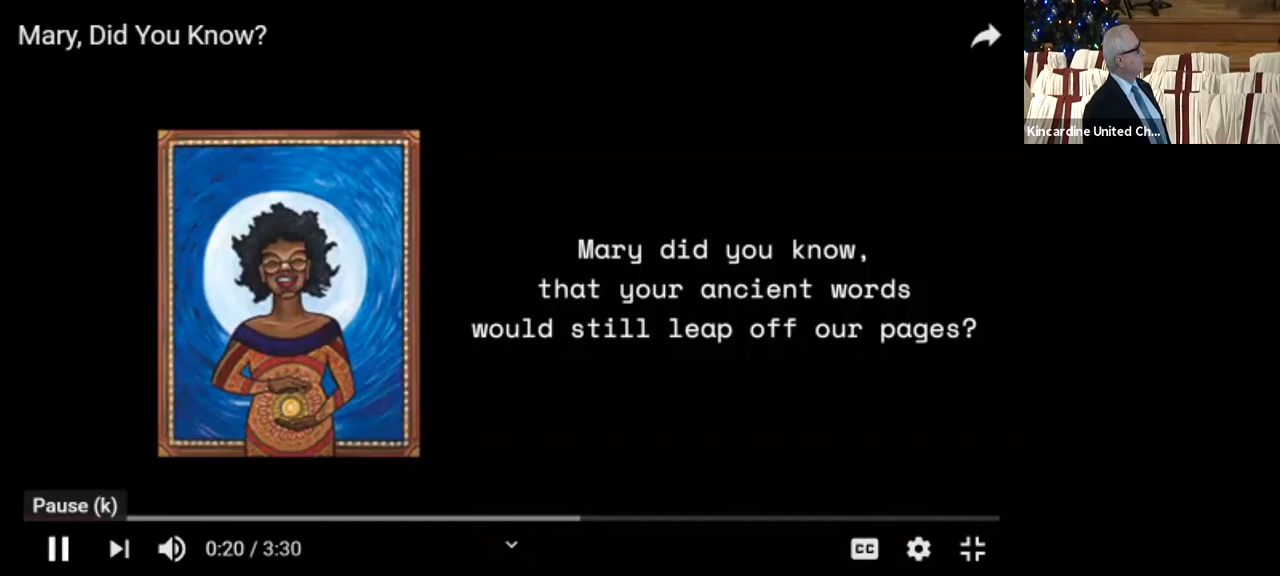 Mary, Did You Know?
Kincardine United Ch...
Mary did you know,
that your ancient words
would still leap off our pages?
Pause (k)
0:20 / 3:30
CC